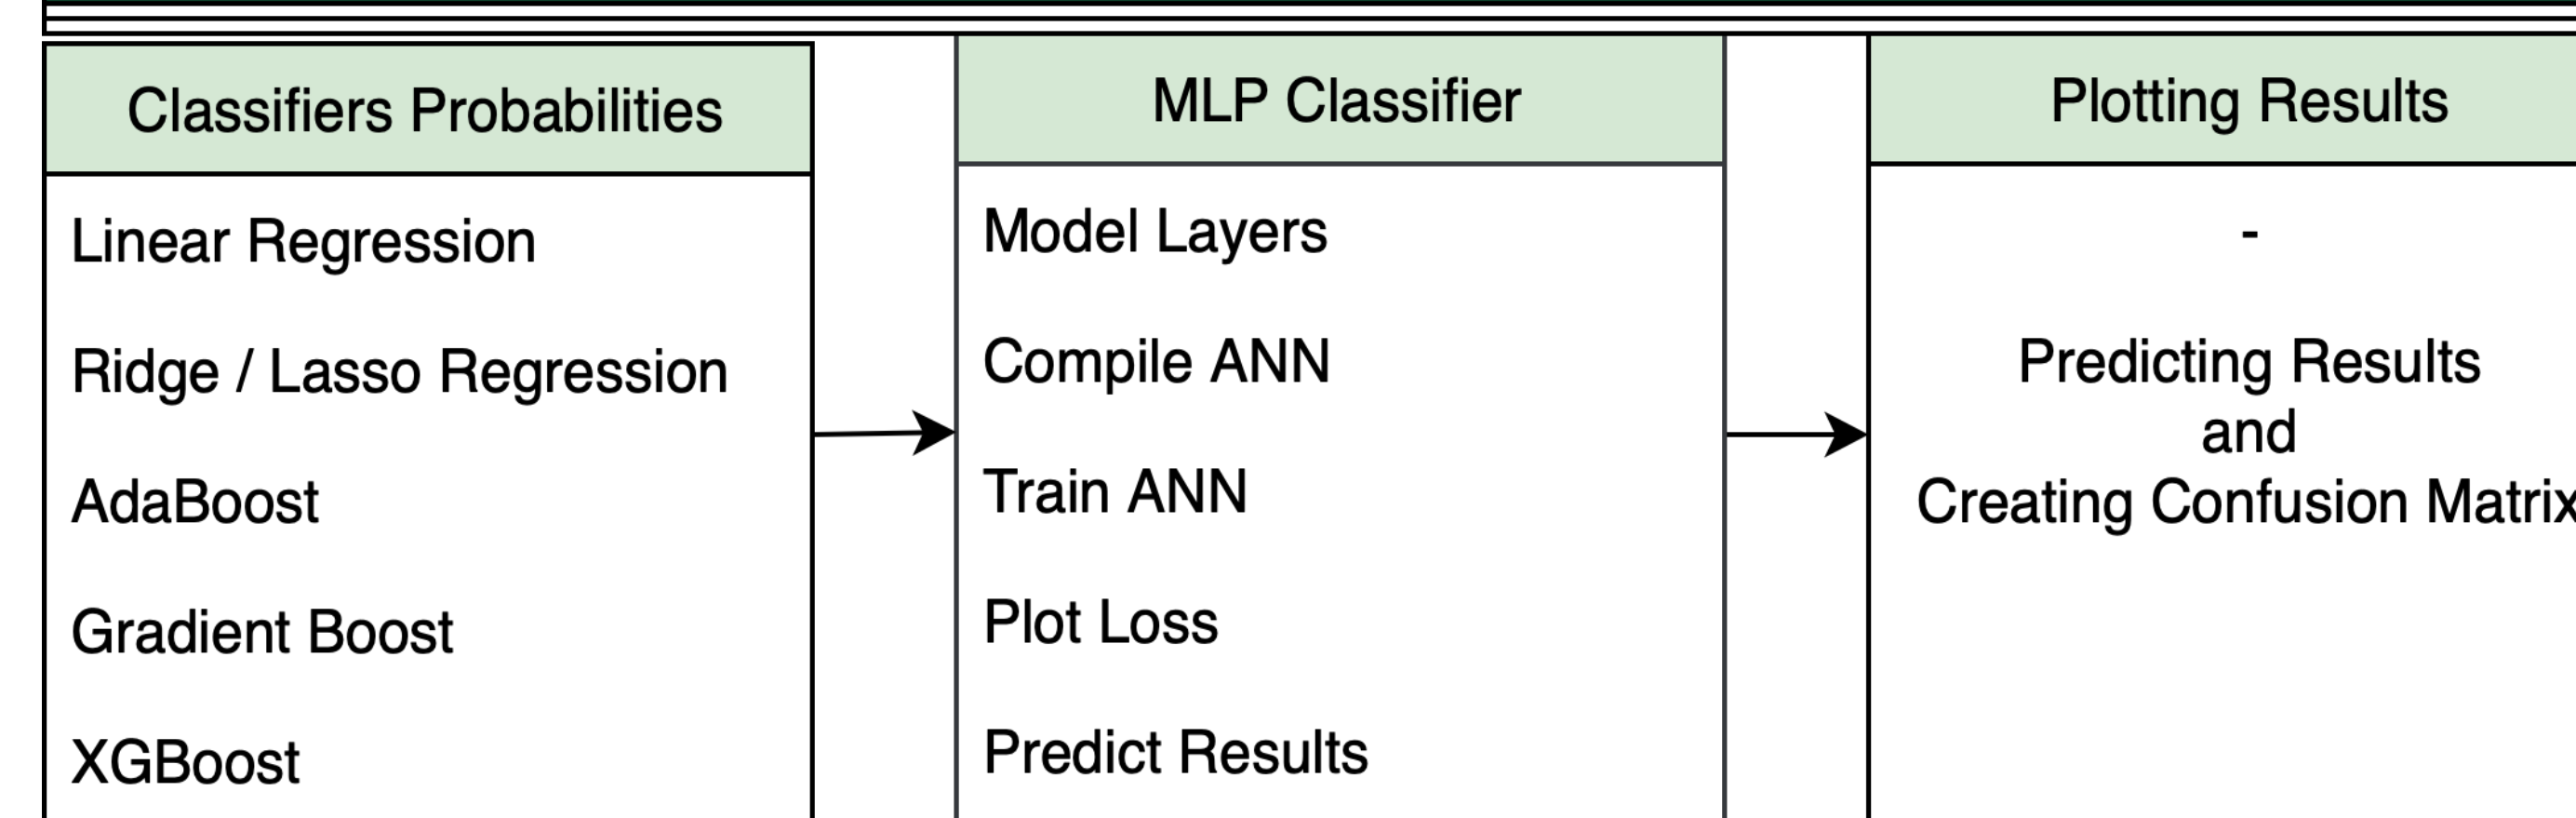 Classifiers Probabilities
Linear Regression
Ridge / Lasso Regression
AdaBoost
Gradient Boost
XGBoost
MLP Classifier
Model Layers
Compile ANN
Train ANN
Plot Loss
Predict Results
Plotting Results
-
Predicting Results
and
Creating Confusion Matrix